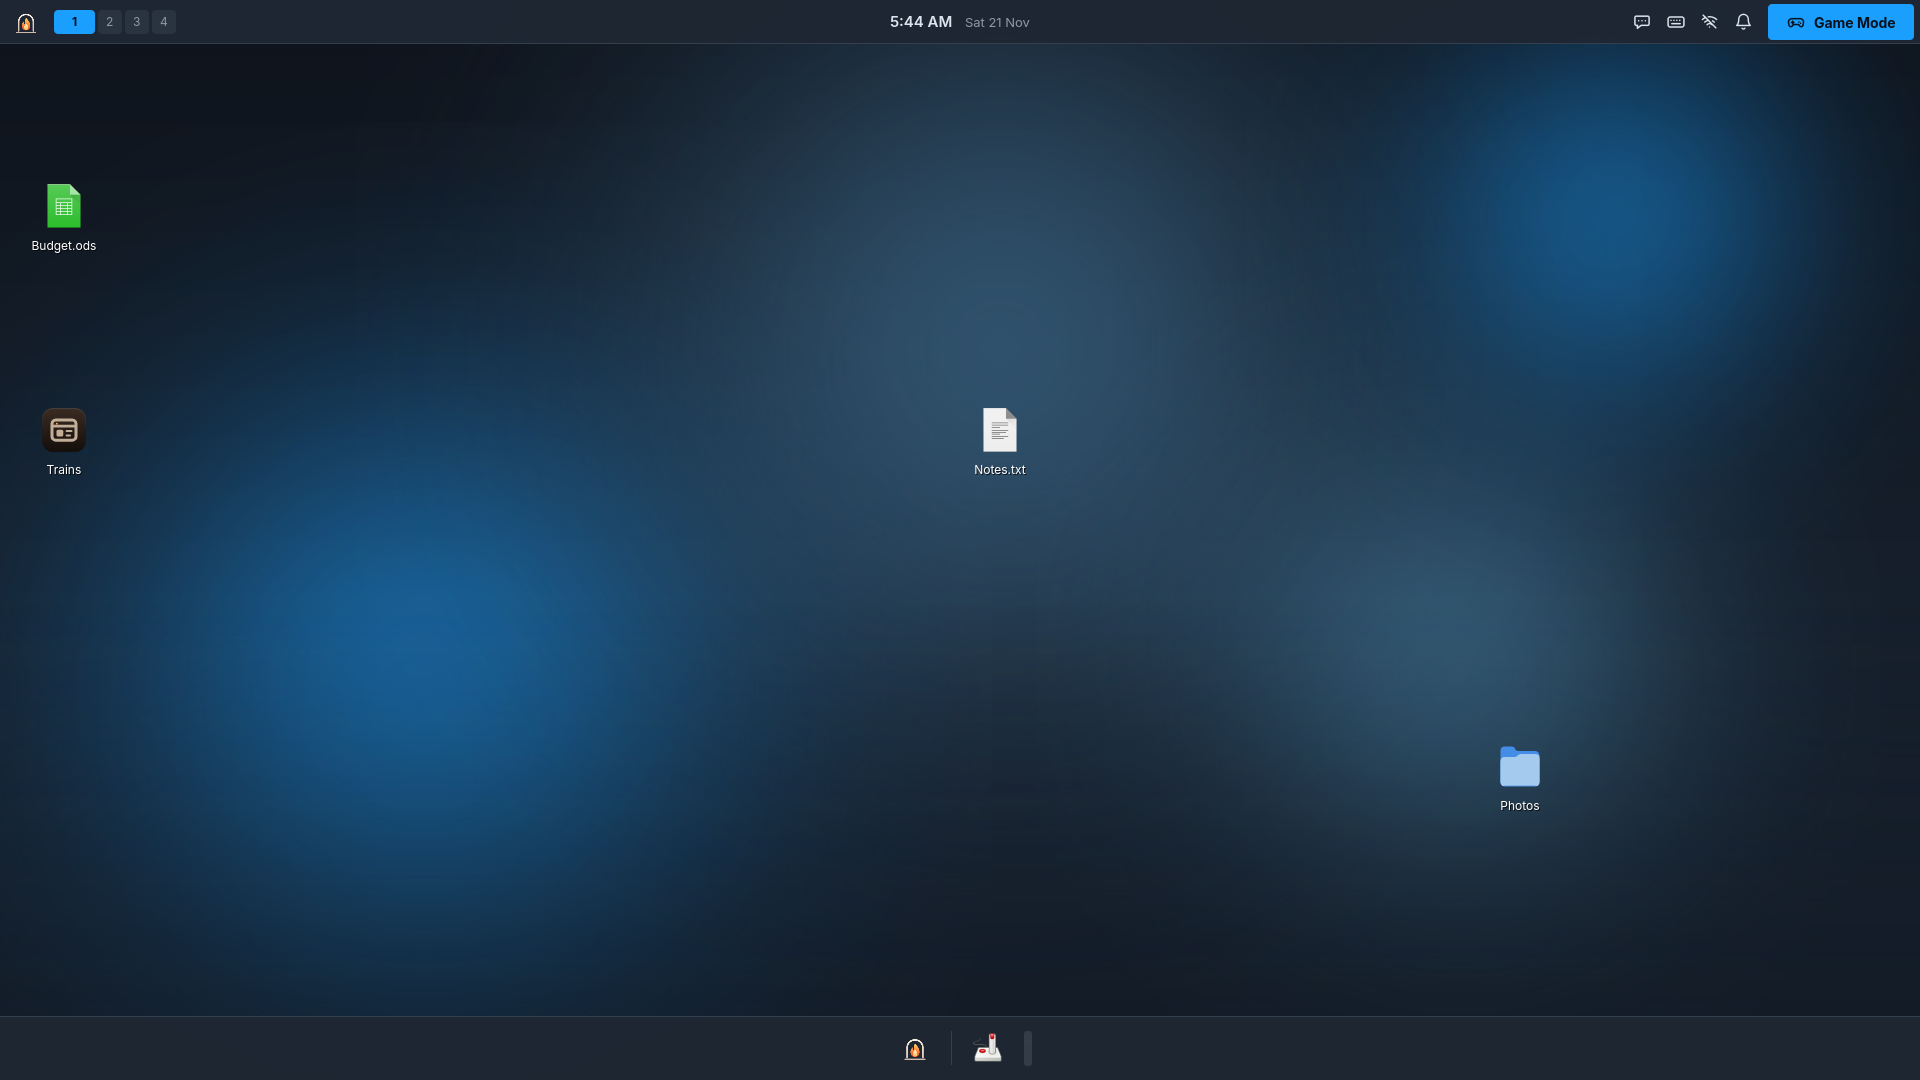 1 2 3 4
5:44 AM Sat 21 Nov
Game Mode
Budget.ods
Trains
Notes.txt
Photos